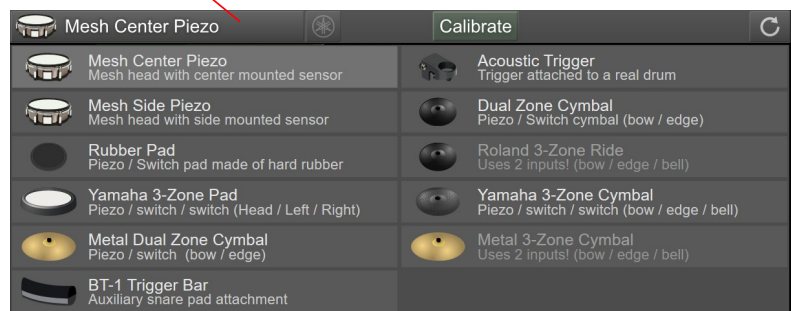 Mesh Center Piezo
Calibrate
Mesh Center Piezo
Mesh head with center mounted sensor
Acoustic Trigger
Trigger attached to a real drum
Mesh Side Piezo
Mesh head with side mounted sensor
Dual Zone Cymbal
Piezo / Switch cymbal (bow / edge)
Rubber Pad
Piezo / Switch pad made of hard rubber
Roland 3-Zone Ride
Uses 2 inputs! (bow / edge / bell)
Yamaha 3-Zone Pad
Piezo / switch / switch (Head / Left / Right)
Yamaha 3-Zone Cymbal
Piezo / switch / switch (bow / edge / bell)
Metal Dual Zone Cymbal
Piezo / switch  (bow / edge)
Metal 3-Zone Cymbal
Uses 2 inputs! (bow / edge / bell)
BT-1 Trigger Bar
Auxiliary snare pad attachment